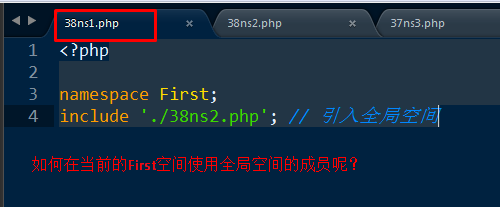 38ns1.php × 38ns2.php × 37ns3.php
1 <?php
2
3 namespace First;
4 include './38ns2.php'; // 引入全局空间
如何在当前的First空间使用全局空间的成员呢？